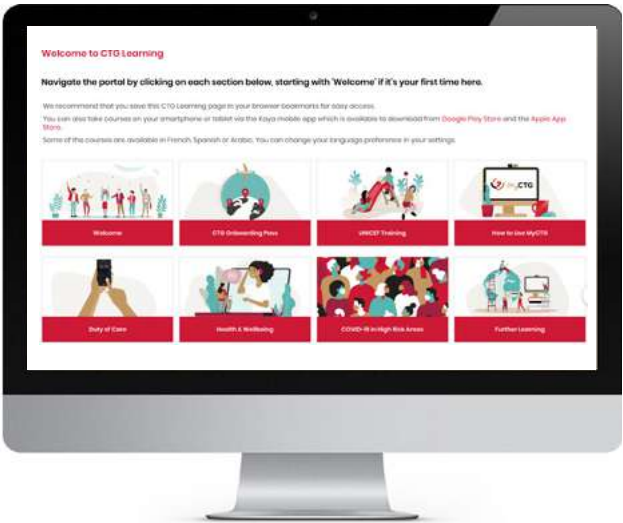 Welcome to CTG Learning
Navigate the portal by clicking on each section below, starting with 'Welcome' if it's your first time here.
We recommend that you save this CTG Learning page in your browser bookmarks for easy access.
You can also take courses on your smartphone or tablet via the Kaya mobile app which is available to download from Google Play Store and the Apple App
Store.
Some of the courses are available in French, Spanish or Arabic. You can change your language preference in your settings.
my.CTG
Welcome
CTG Onboarding Pass
UNICEF Training
How to Use MyCTG
Duty of Care
Health & Wellbeing
COVID-19 in High Risk Areas
Further Learning